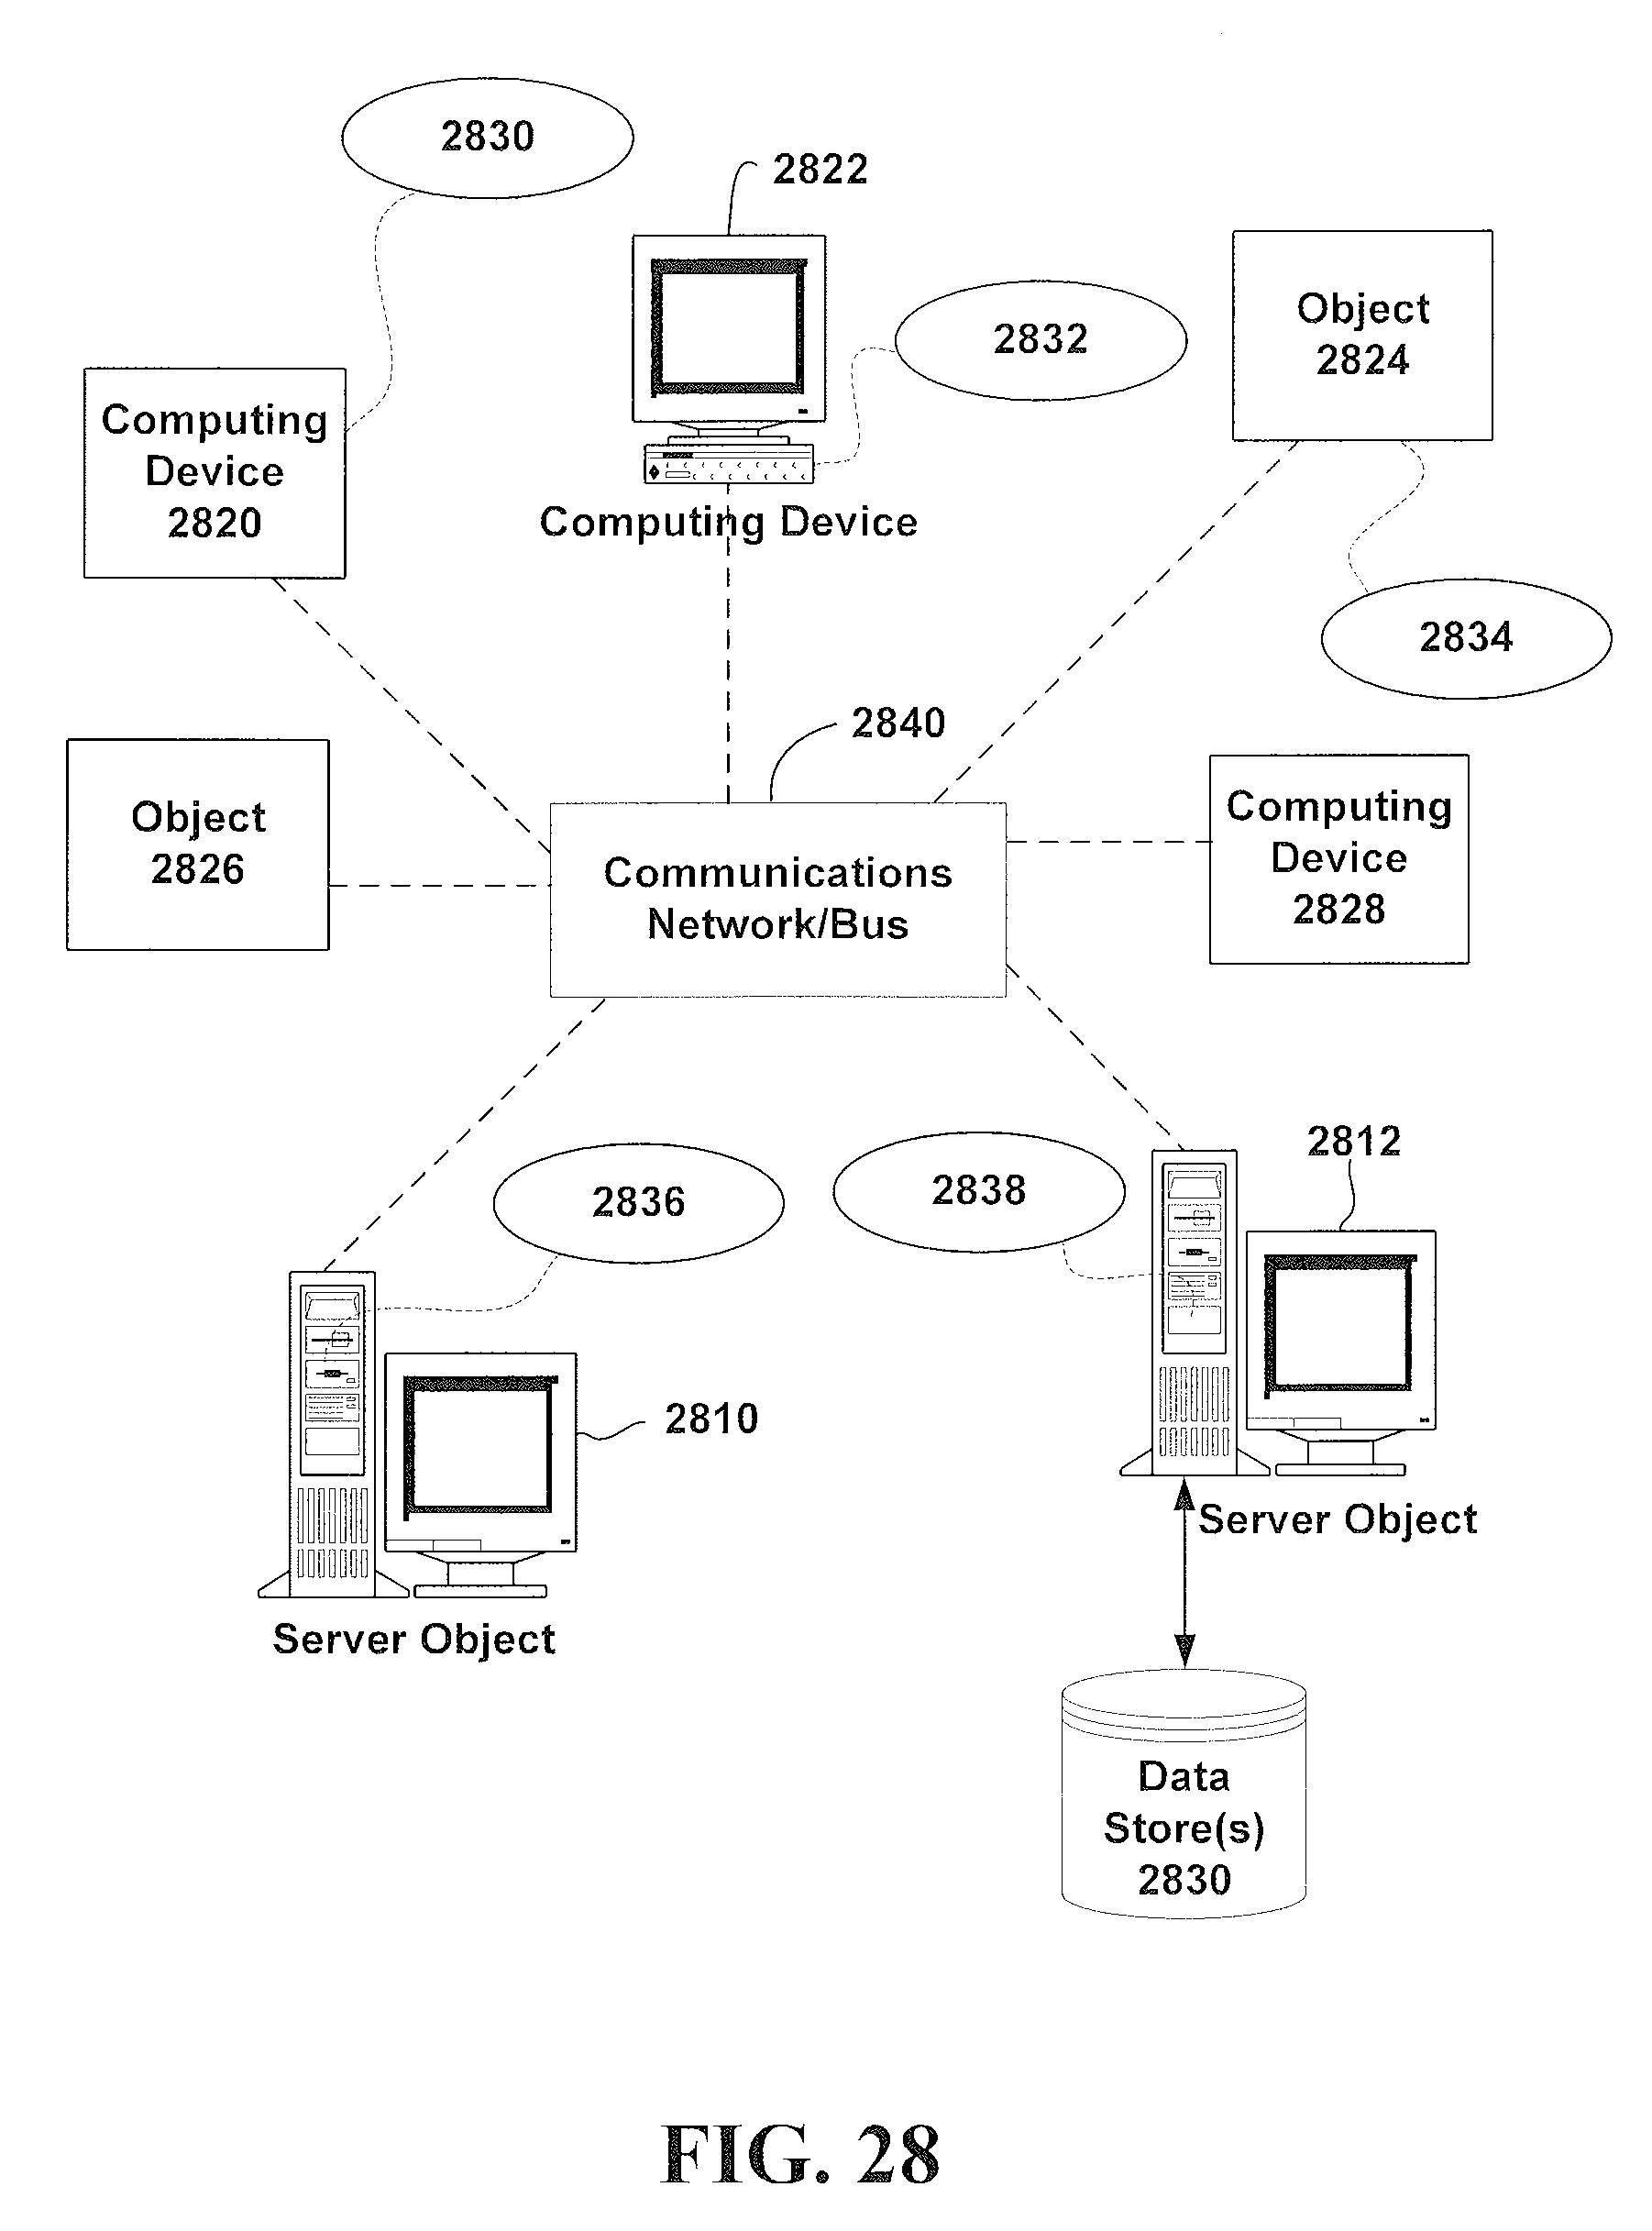 2830
2822
2832
Object
2824
Computing
Device
2820
Computing Device
2834
2840
Object
2826
Communications
Network/Bus
Computing
Device
2828
2836
2838
2812
2810
Server Object
Server Object
Data
Store(s)
2830
FIG. 28